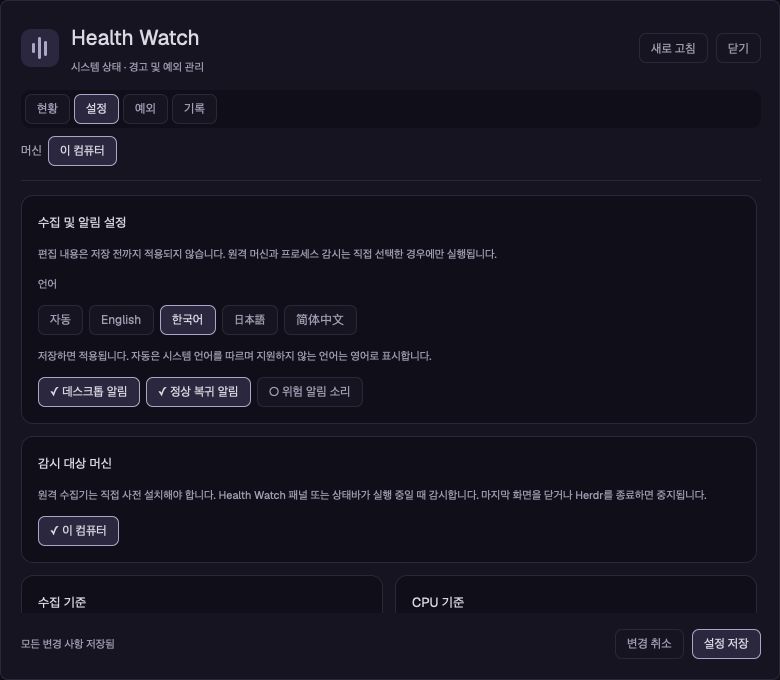 Health Watch
시스템 상태 · 경고 및 예외 관리
새로 고침
닫기
현황
설정
예외
기록
머신
이 컴퓨터
수집 및 알림 설정
편집 내용은 저장 전까지 적용되지 않습니다. 원격 머신과 프로세스 감시는 직접 선택한 경우에만 실행됩니다.
언어
자동
English
한국어
日本語
简体中文
저장하면 적용됩니다. 자동은 시스템 언어를 따르며 지원하지 않는 언어는 영어로 표시합니다.
✓ 데스크톱 알림
✓ 정상 복귀 알림
○ 위험 알림 소리
감시 대상 머신
원격 수집기는 직접 사전 설치해야 합니다. Health Watch 패널 또는 상태바가 실행 중일 때 감시합니다. 마지막 화면을 닫거나 Herdr를 종료하면 중지됩니다.
✓ 이 컴퓨터
수집 기준
CPU 기준
모든 변경 사항 저장됨
변경 취소
설정 저장